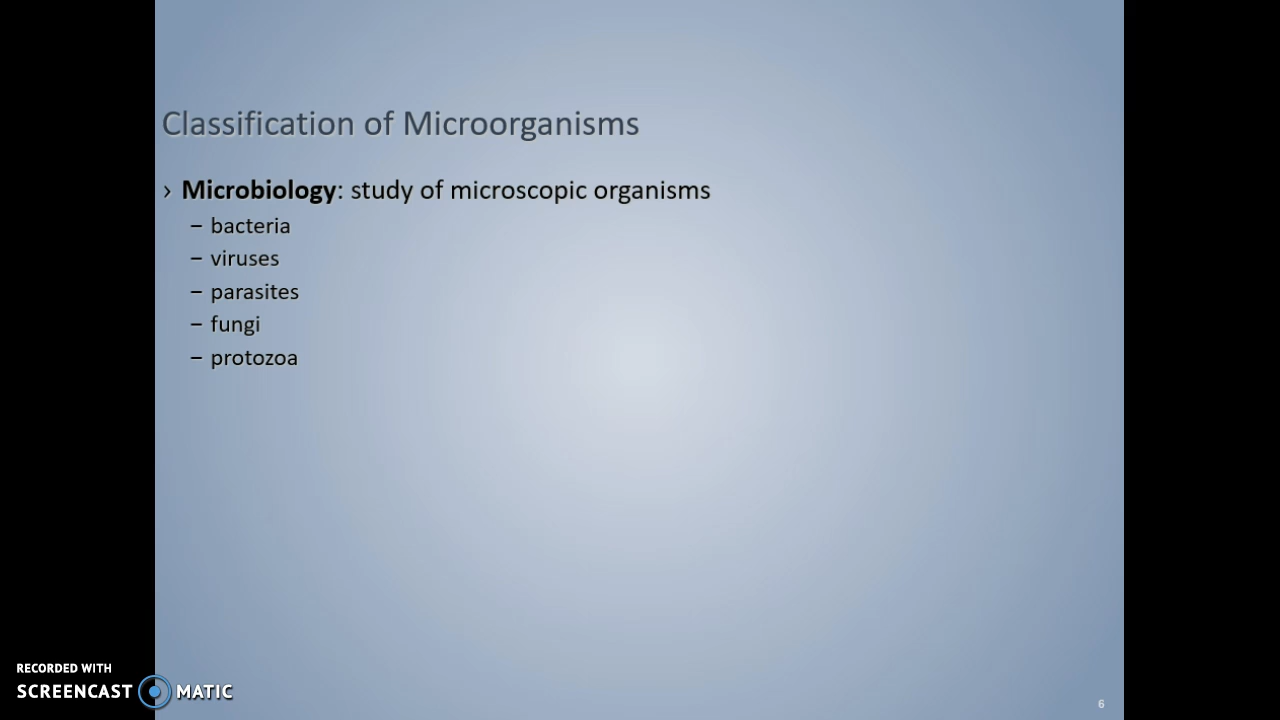 Classification of Microorganisms
› Microbiology: study of microscopic organisms
– bacteria
– viruses
– parasites
– fungi
– protozoa
RECORDED WITH
SCREENCAST MATIC
6